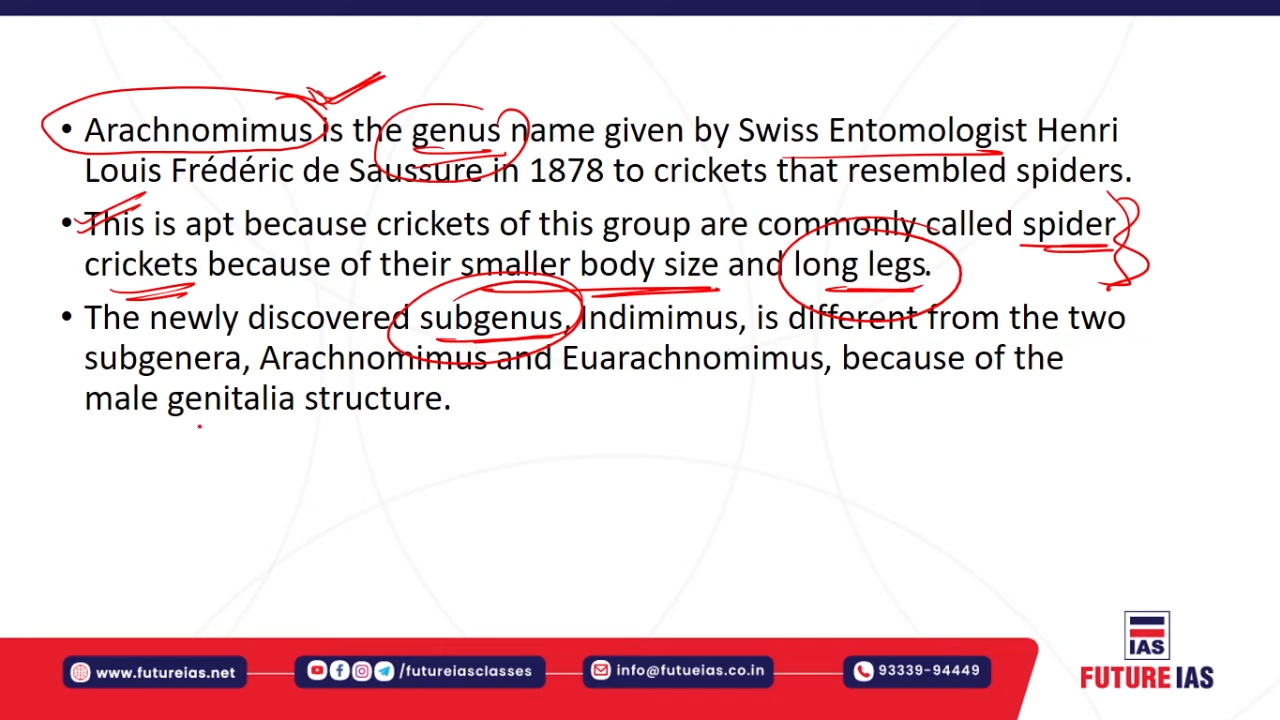 • Arachnomimus is the genus name given by Swiss Entomologist Henri
Louis Frédéric de Saussure in 1878 to crickets that resembled spiders.
• This is apt because crickets of this group are commonly called spider
crickets because of their smaller body size and long legs.
• The newly discovered subgenus, Indimimus, is different from the two
subgenera, Arachnomimus and Euarachnomimus, because of the
male genitalia structure.
IAS
FUTURE IAS
www.futureias.net
/futureiasclasses
info@futueias.co.in
93339-94449